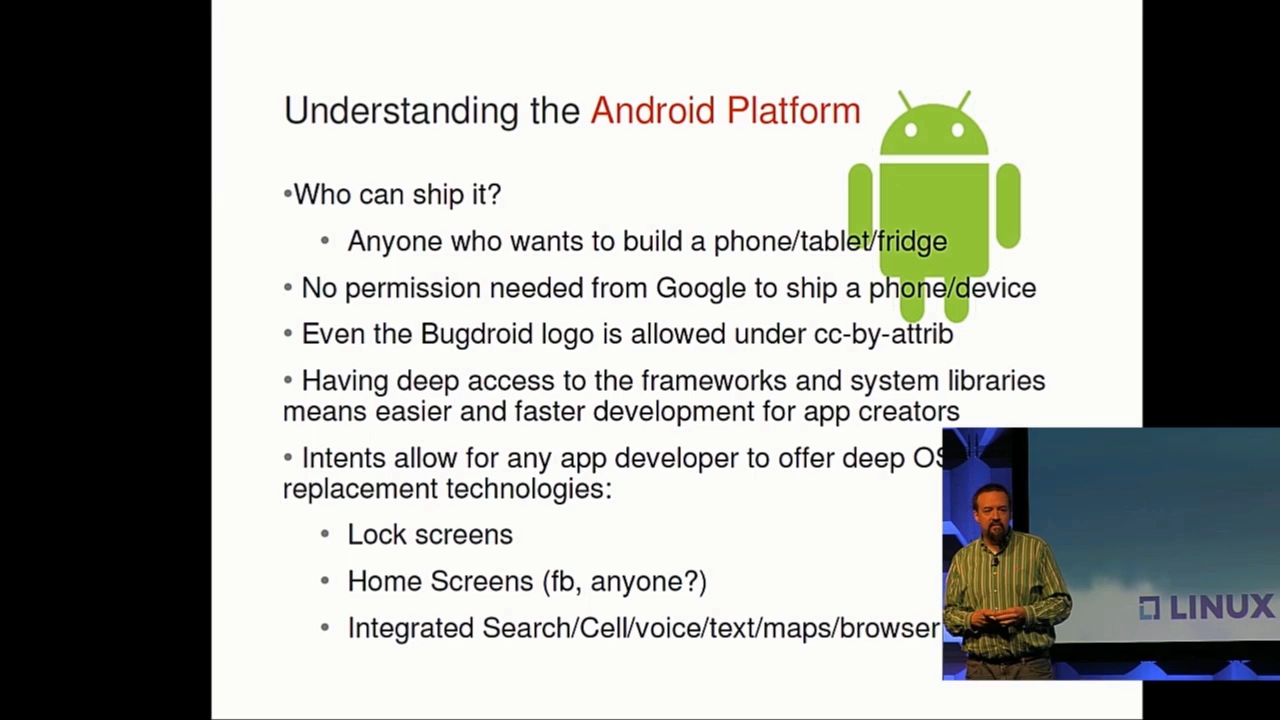 Understanding the Android Platform
•Who can ship it?
• Anyone who wants to build a phone/tablet/fridge
• No permission needed from Google to ship a phone/device
• Even the Bugdroid logo is allowed under cc-by-attrib
• Having deep access to the frameworks and system libraries
means easier and faster development for app creators
• Intents allow for any app developer to offer deep OS
replacement technologies:
• Lock screens
• Home Screens (fb, anyone?)
• Integrated Search/Cell/voice/text/maps/browser
LINUX